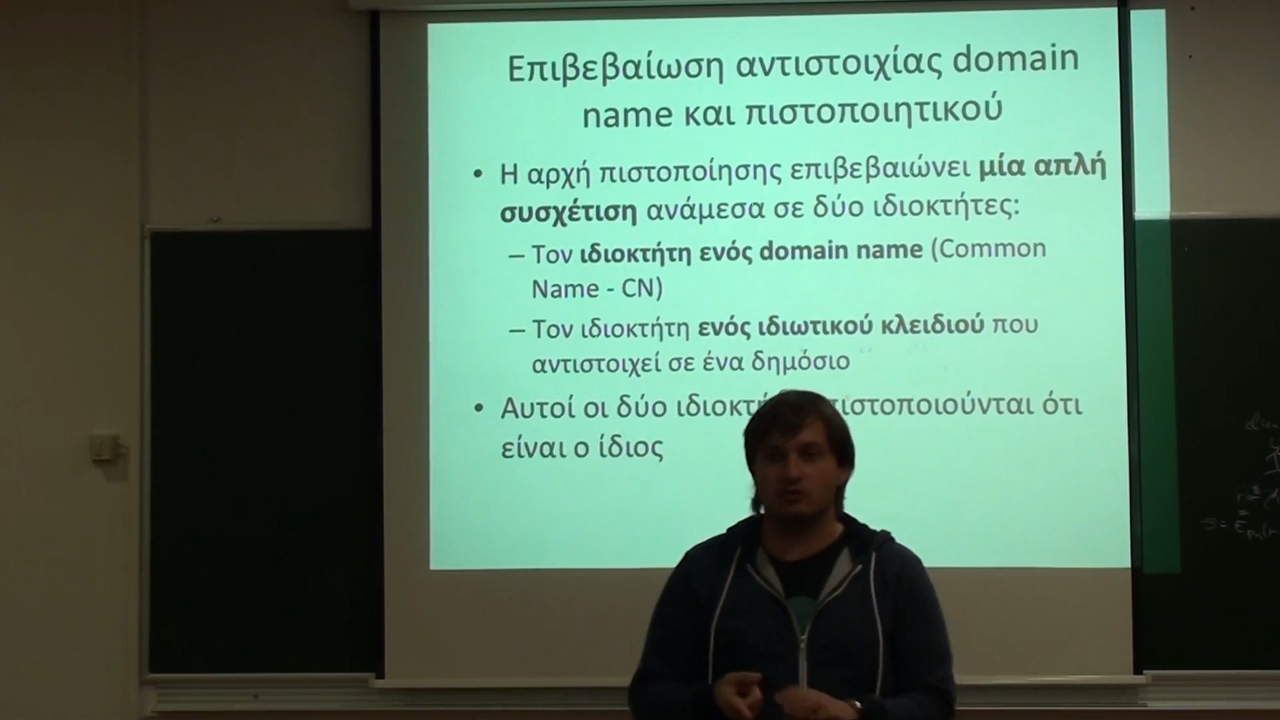 Επιβεβαίωση αντιστοιχίας domain
name και πιστοποιητικού
• Η αρχή πιστοποίησης επιβεβαιώνει μία απλή
συσχέτιση ανάμεσα σε δύο ιδιοκτήτες:
– Τον ιδιοκτήτη ενός domain name (Common
Name - CN)
– Τον ιδιοκτήτη ενός ιδιωτικού κλειδιού που
αντιστοιχεί σε ένα δημόσιο
• Αυτοί οι δύο ότι
είναι ο ίδιος